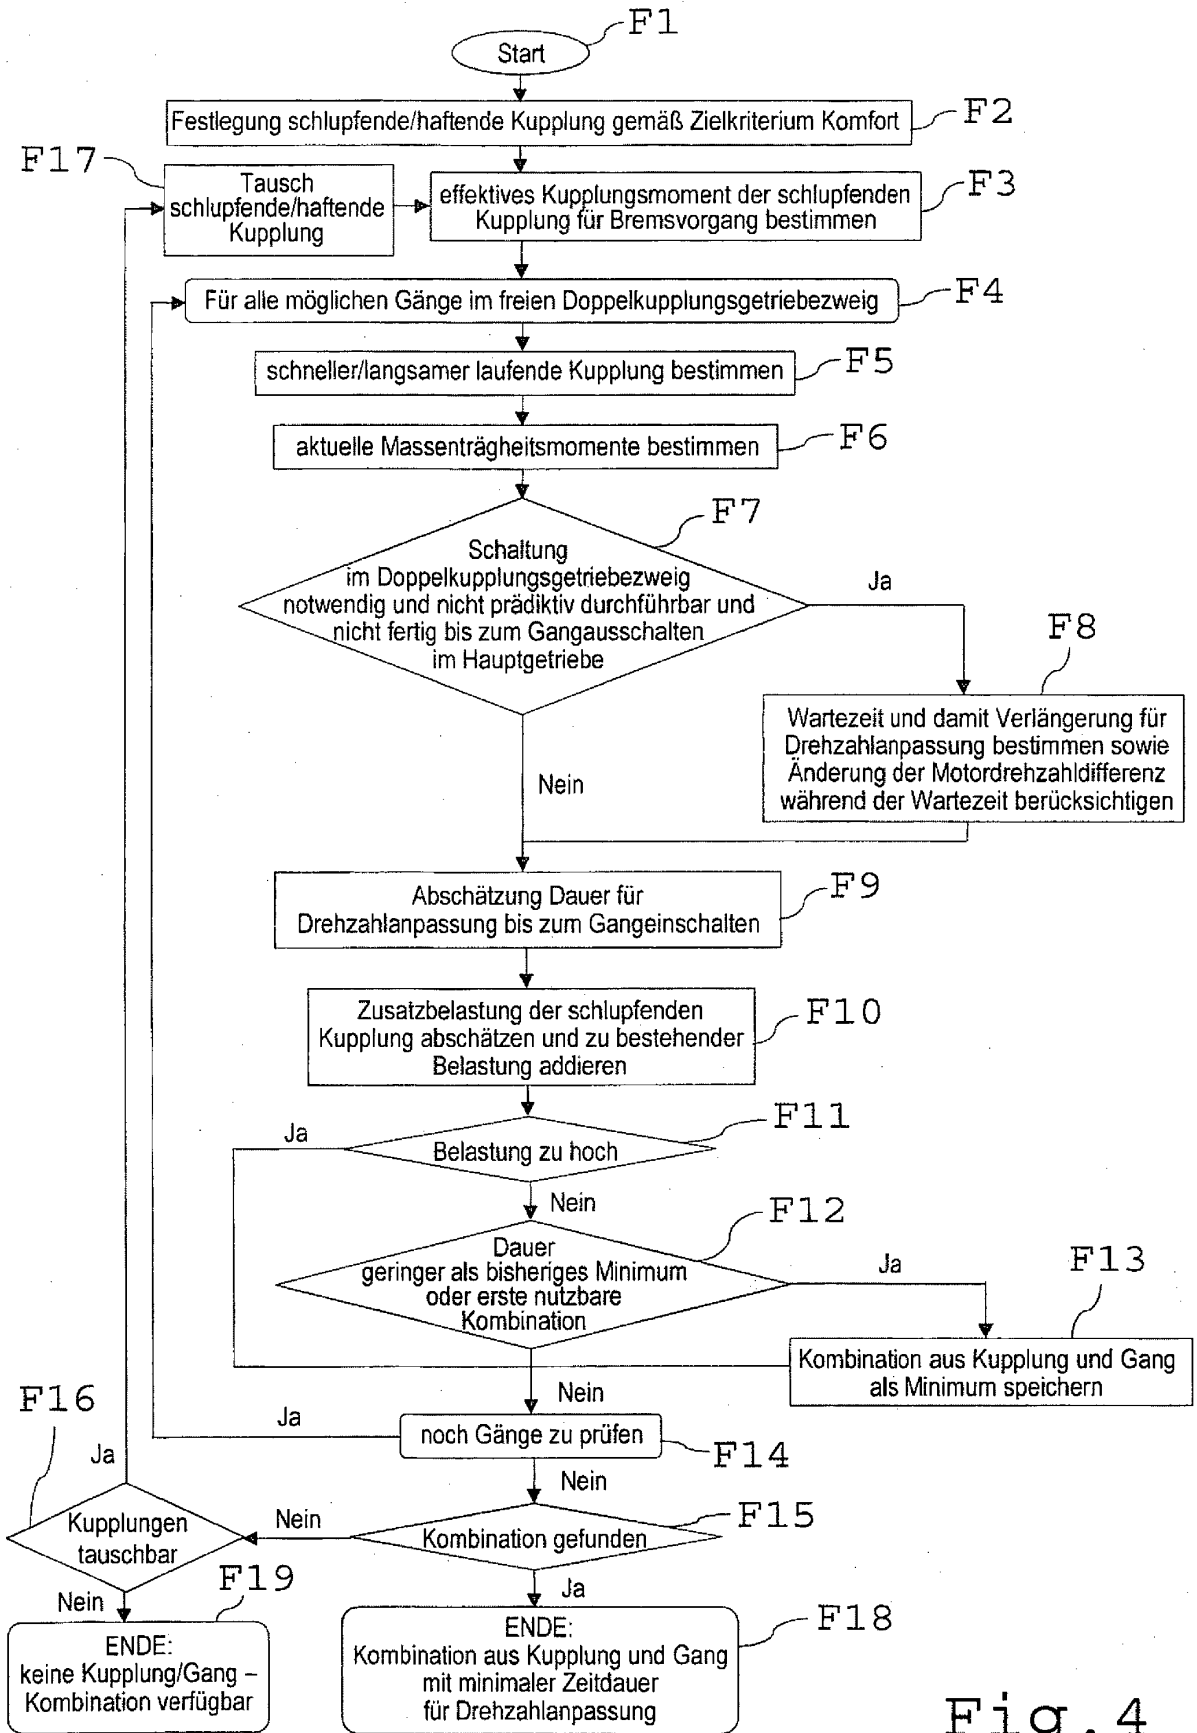 F1
Start
Festlegung schlupfende/haftende Kupplung gemäß Zielkriterium Komfort
F2
F17
Tausch
schlupfende/haftende
Kupplung
effektives Kupplungsmoment der schlupfenden
Kupplung für Bremsvorgang bestimmen
F3
Für alle möglichen Gänge im freien Doppelkupplungsgetriebezweig
F4
schneller/langsamer laufende Kupplung bestimmen
F5
aktuelle Massenträgheitsmomente bestimmen
F6
F7
Schaltung
im Doppelkupplungsgetriebezweig
notwendig und nicht prädiktiv durchführbar und
nicht fertig bis zum Gangausschalten
im Hauptgetriebe
Ja
F8
Wartezeit und damit Verlängerung für
Drehzahlanpassung bestimmen sowie
Änderung der Motordrehzahldifferenz
während der Wartezeit berücksichtigen
Nein
Abschätzung Dauer für
Drehzahlanpassung bis zum Gangeinschalten
F9
Zusatzbelastung der schlupfenden
Kupplung abschätzen und zu bestehender
Belastung addieren
F10
F11
Ja
Belastung zu hoch
Nein
F12
Dauer
geringer als bisheriges Minimum
oder erste nutzbare
Kombination
Ja
F13
Kombination aus Kupplung und Gang
als Minimum speichern
Nein
Ja
noch Gänge zu prüfen
F14
F16
Ja
Nein
Kupplungen
tauschbar
Nein
Kombination gefunden
F15
Nein
F19
Ja
ENDE:
keine Kupplung/Gang –
Kombination verfügbar
ENDE:
Kombination aus Kupplung und Gang
mit minimaler Zeitdauer
für Drehzahlanpassung
F18
Fig.4